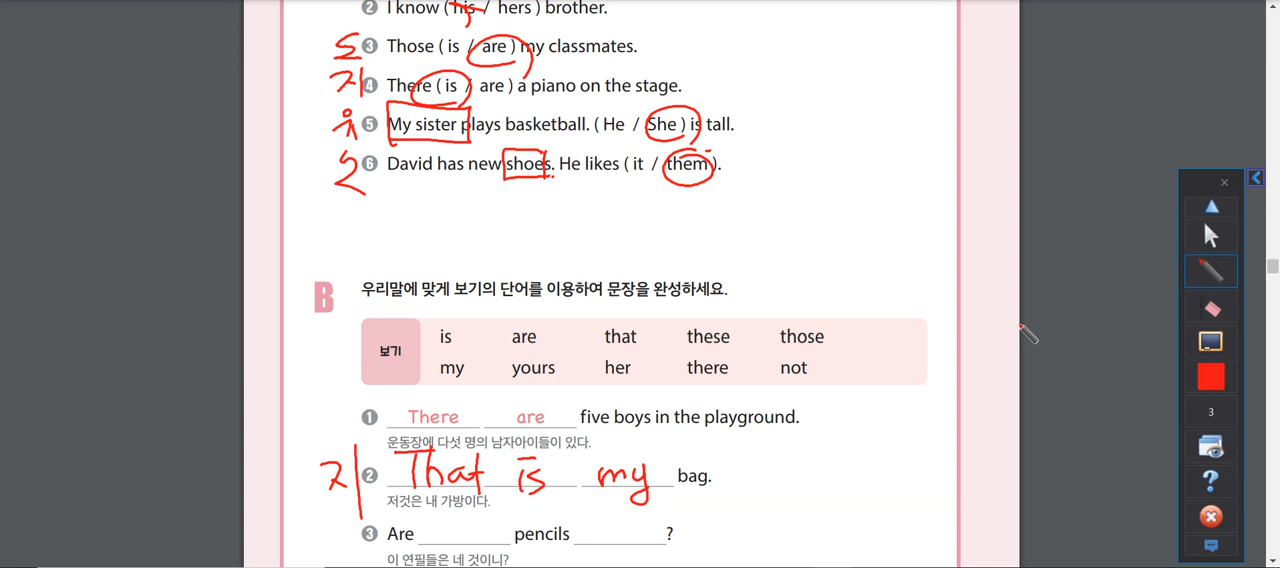 ② I know ( his / hers ) brother.
도 ③ Those ( is / are ) my classmates.
지 ④ There ( is / are ) a piano on the stage.
유 ⑤ My sister plays basketball. ( He / She ) is tall.
⑥ David has new shoes. He likes ( it / them ).
B 우리말에 맞게 보기의 단어를 이용하여 문장을 완성하세요.
보기
is are that these those
my yours her there not
① There are five boys in the playground.
운동장에 다섯 명의 남자아이들이 있다.
지 ② That is my bag.
저것은 내 가방이다.
③ Are ________ pencils ________ ?
이 연필들은 네 것이니?
3